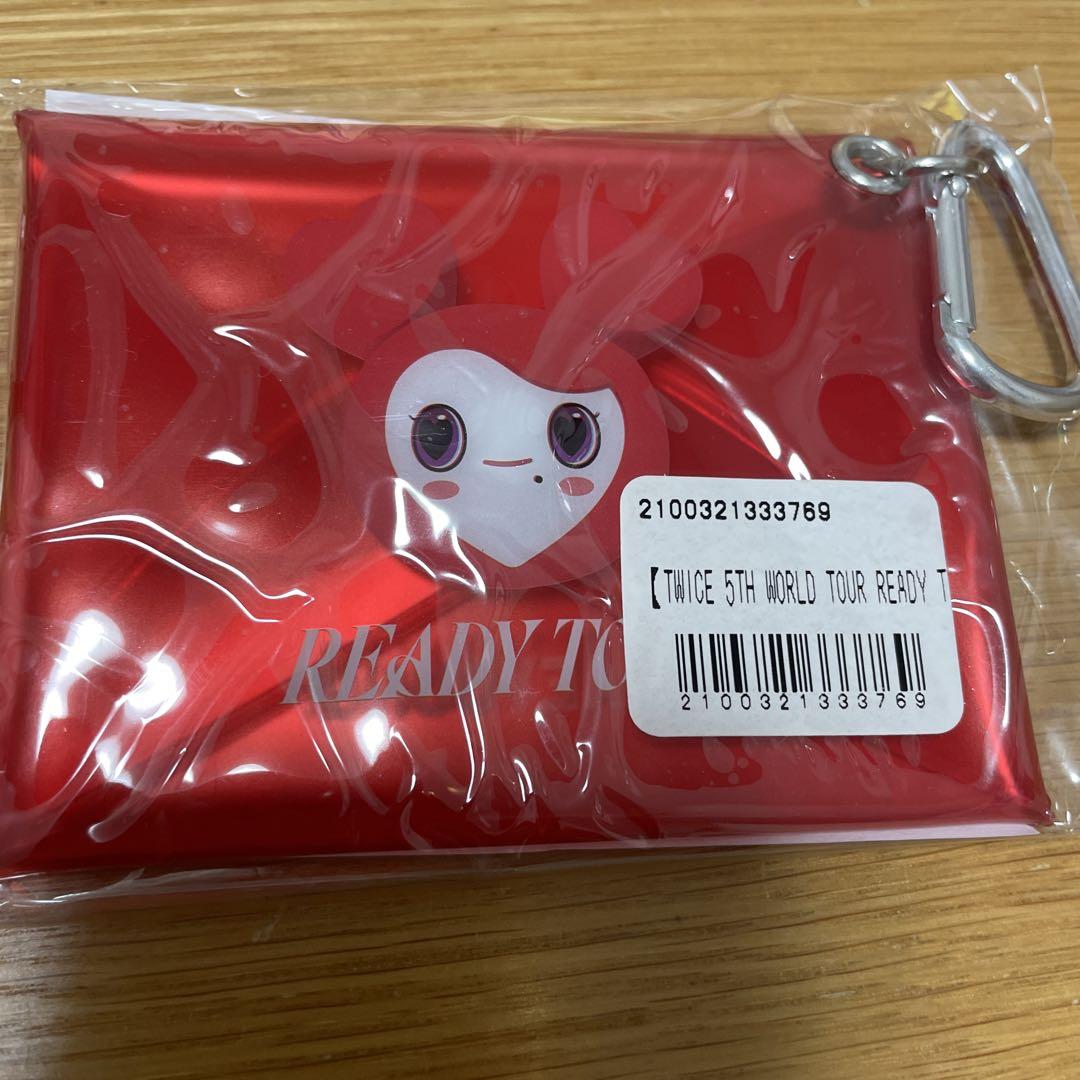 2100321333769
【TWICE 5TH WORLD TOUR READY T
2100321333769
READY TO